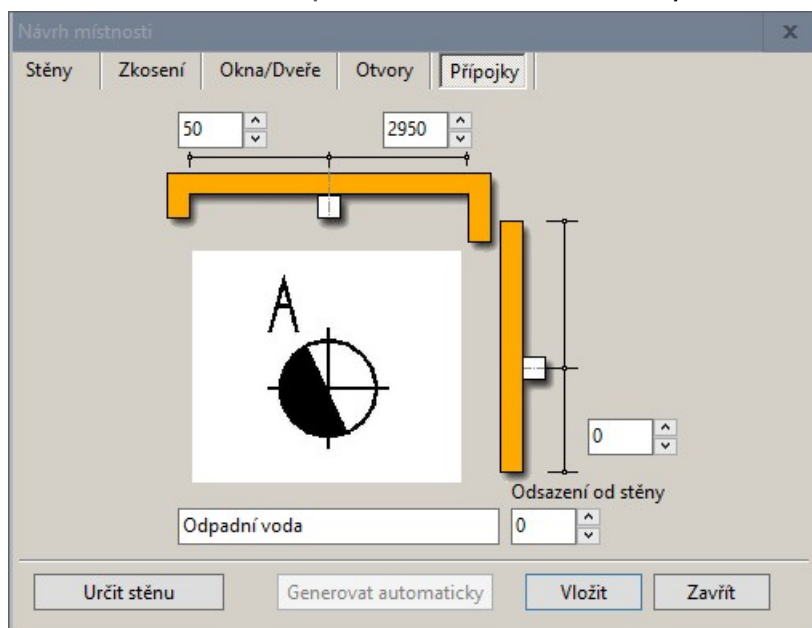 Návrh místnosti
Stěny Zkosení Okna/Dveře Otvory Přípojky
50 2950
A
0
Odsazení od stěny
Odpadní voda 0
Určit stěnu Generovat automaticky Vložit Zavřít